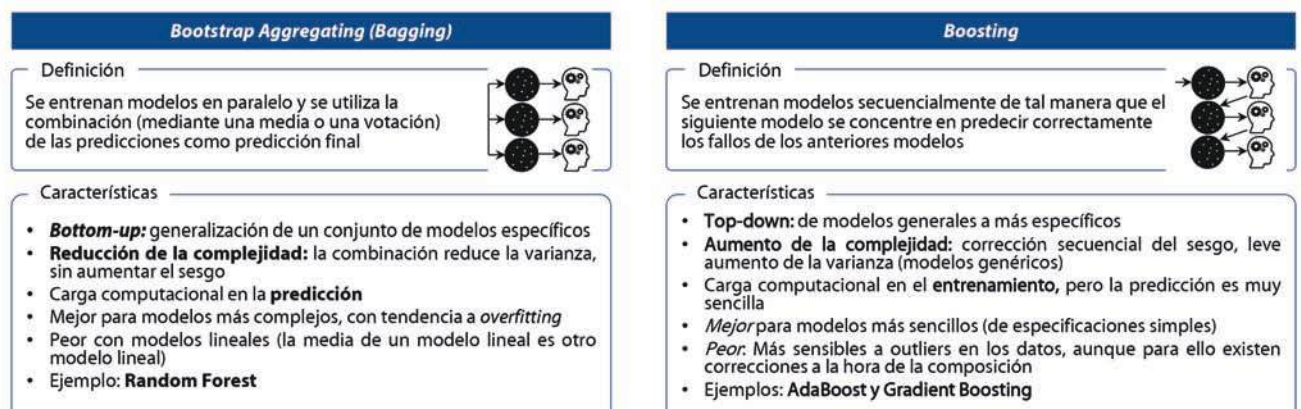 Bootstrap Aggregating (Bagging)
Definición
Se entrenan modelos en paralelo y se utiliza la
combinación (mediante una media o una votación)
de las predicciones como predicción final
Características
• Bottom-up: generalización de un conjunto de modelos específicos
• Reducción de la complejidad: la combinación reduce la varianza,
sin aumentar el sesgo
• Carga computacional en la predicción
• Mejor para modelos más complejos, con tendencia a overfitting
• Peor con modelos lineales (la media de un modelo lineal es otro
modelo lineal)
• Ejemplo: Random Forest
Boosting
Definición
Se entrenan modelos secuencialmente de tal manera que el
siguiente modelo se concentre en predecir correctamente
los fallos de los anteriores modelos
Características
• Top-down: de modelos generales a más específicos
• Aumento de la complejidad: corrección secuencial del sesgo, leve
aumento de la varianza (modelos genéricos)
• Carga computacional en el entrenamiento, pero la predicción es muy
sencilla
• Mejor para modelos más sencillos (de especificaciones simples)
• Peor: Más sensibles a outliers en los datos, aunque para ello existen
correcciones a la hora de la composición
• Ejemplos: AdaBoost y Gradient Boosting